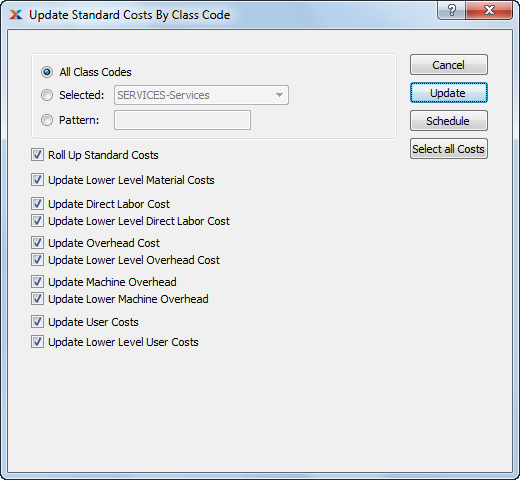 Update Standard Costs By Class Code
?
All Class Codes
Selected: SERVICES-Services
Pattern:
Cancel
Update
Schedule
Select all Costs
Roll Up Standard Costs
Update Lower Level Material Costs
Update Direct Labor Cost
Update Lower Level Direct Labor Cost
Update Overhead Cost
Update Lower Level Overhead Cost
Update Machine Overhead
Update Lower Machine Overhead
Update User Costs
Update Lower Level User Costs